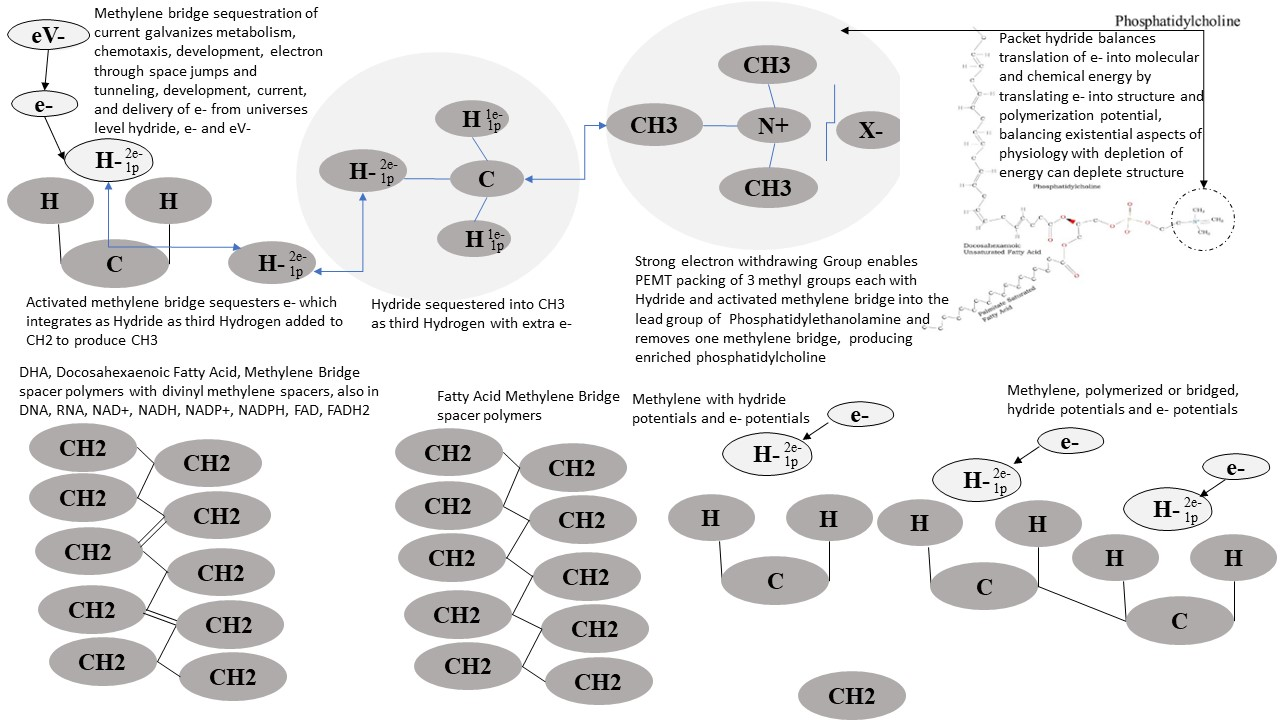 Methylene bridge sequestration of
current galvanizes metabolism,
chemotaxis, development, electron
through space jumps and
tunneling, development, current,
and delivery of e- from universes
level hydride, e- and eV-
eV-
e-
H- 2e-
1p
H
H
C
H- 2e-
1p
Activated methylene bridge sequesters e- which
integrates as Hydride as third Hydrogen added to
CH2 to produce CH3
H 1e-
1p
H- 2e-
1p
C
H 1e-
1p
Hydride sequestered into CH3
as third Hydrogen with extra e-
CH3
CH3
N+
X-
CH3
Strong electron withdrawing Group enables
PEMT packing of 3 methyl groups each with
Hydride and activated methylene bridge into the
lead group of Phosphatidylethanolamine and
removes one methylene bridge, producing
enriched phosphatidylcholine
Phosphatidylcholine
Packet hydride balances
translation of e- into molecular
and chemical energy by
translating e- into structure and
polymerization potential,
balancing existential aspects of
physiology with depletion of
energy can deplete structure
Phosphatidylcholine
Docosahexaenoic
Unsaturated Fatty Acid
Palmitate Saturated
Fatty Acid
DHA, Docosahexaenoic Fatty Acid, Methylene Bridge
spacer polymers with divinyl methylene spacers, also in
DNA, RNA, NAD+, NADH, NADP+, NADPH, FAD, FADH2
CH2
CH2
CH2
CH2
CH2
CH2
CH2
CH2
CH2
CH2
Fatty Acid Methylene Bridge
spacer polymers
CH2
CH2
CH2
CH2
CH2
CH2
CH2
CH2
CH2
CH2
Methylene with hydride
potentials and e- potentials
e-
H- 2e-
1p
H
H
C
CH2
Methylene, polymerized or bridged,
hydride potentials and e- potentials
e-
H- 2e-
1p
H
H
C
e-
H- 2e-
1p
H
H
C